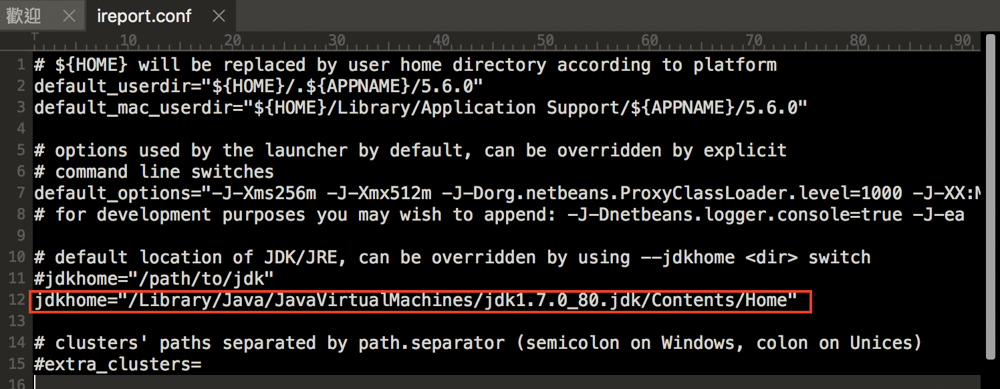 歡迎
ireport.conf
10 20 30 40 50 60 70 80 90
1 # ${HOME} will be replaced by user home directory according to platform
2 default_userdir="${HOME}/.${APPNAME}/5.6.0"
3 default_mac_userdir="${HOME}/Library/Application Support/${APPNAME}/5.6.0"
4
5 # options used by the launcher by default, can be overridden by explicit
6 # command line switches
7 default_options="-J-Xms256m -J-Xmx512m -J-Dorg.netbeans.ProxyClassLoader.level=1000 -J-XX:
8 # for development purposes you may wish to append: -J-Dnetbeans.logger.console=true -J-ea
9
10 # default location of JDK/JRE, can be overridden by using --jdkhome <dir> switch
11 #jdkhome="/path/to/jdk"
12 jdkhome="/Library/Java/JavaVirtualMachines/jdk1.7.0_80.jdk/Contents/Home"
13
14 # clusters' paths separated by path.separator (semicolon on Windows, colon on Unices)
15 #extra_clusters=
16